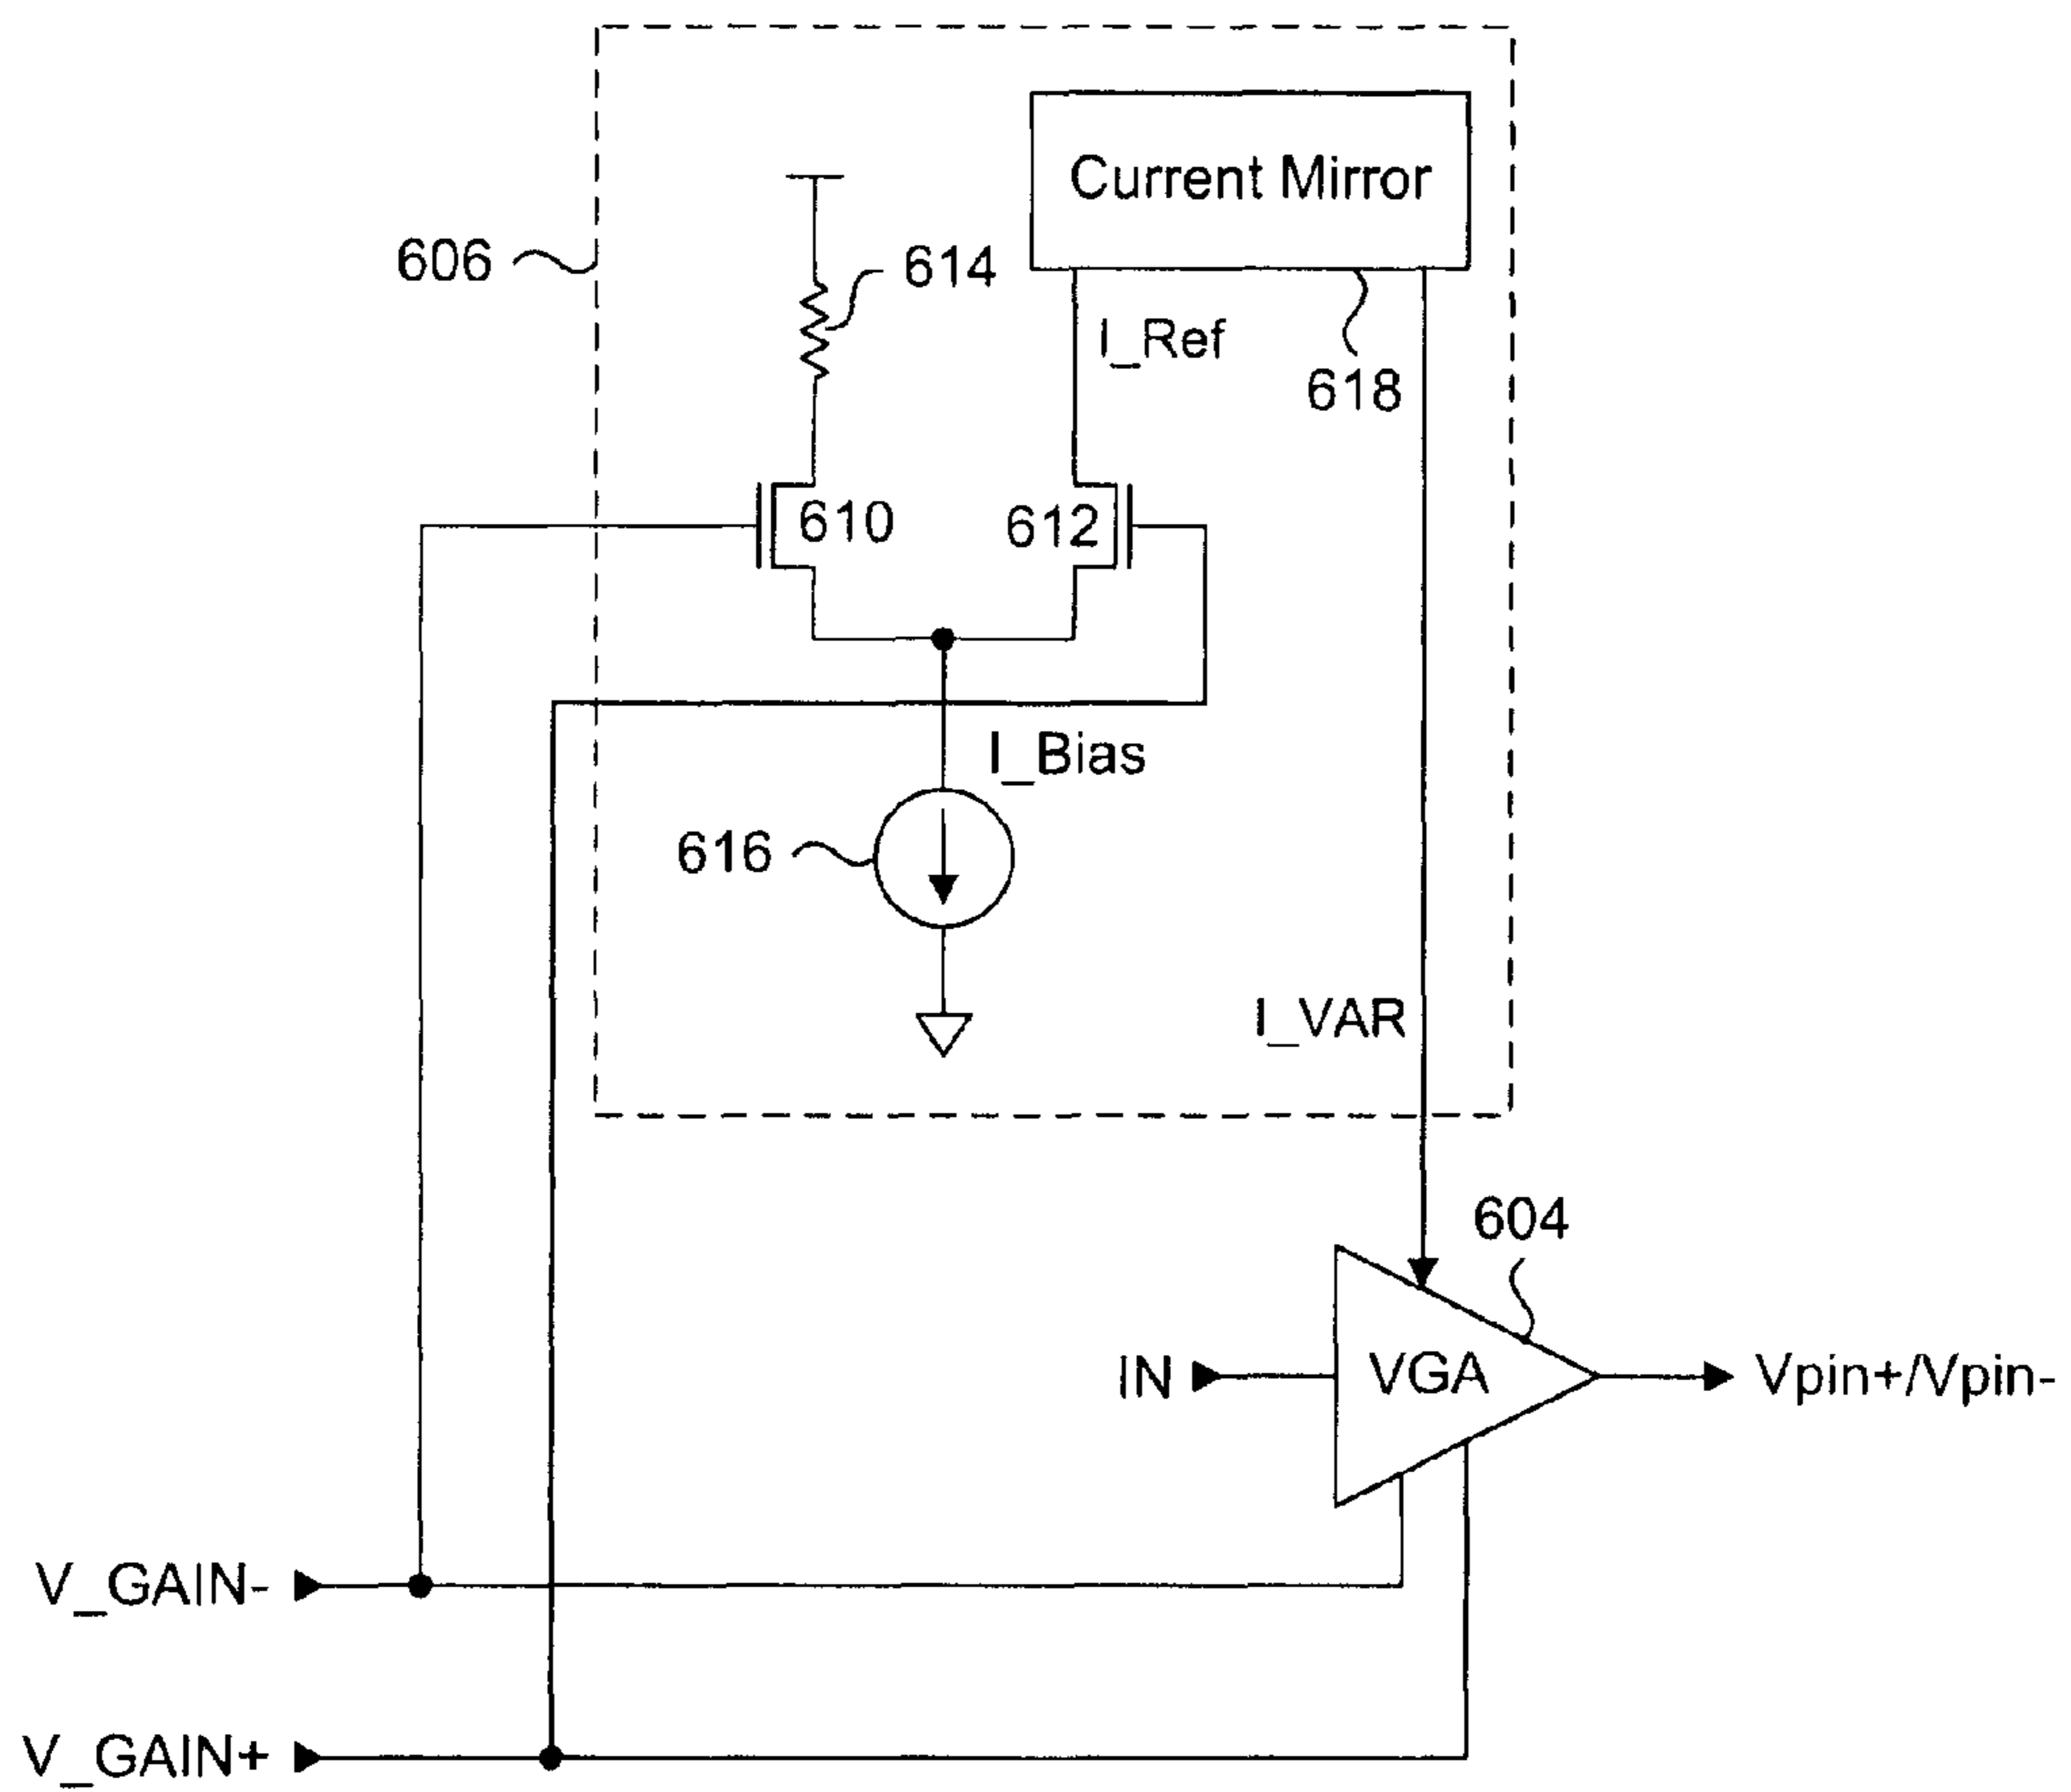 Current Mirror
606
614
I_Ref
618
610
612
I_Bias
616
I_VAR
604
IN
VGA
Vpin+/Vpin-
V_GAIN-
V_GAIN+